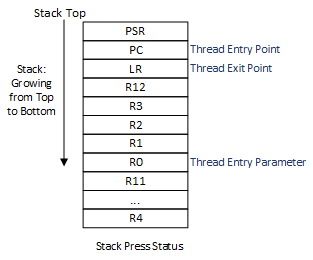 Stack Top
PSR
PC Thread Entry Point
LR Thread Exit Point
Stack:
Growing
from Top
to Bottom
R12
R3
R2
R1
R0 Thread Entry Parameter
R11
...
R4
Stack Press Status